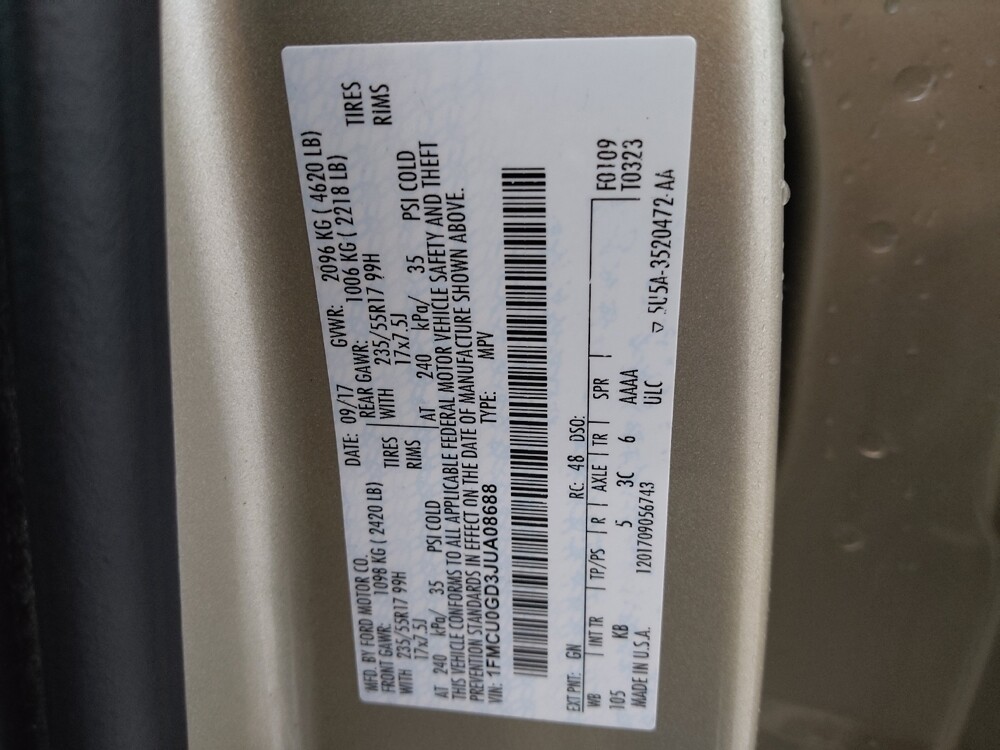 MFD. BY FORD MOTOR CO.
DATE: 09/17 GVWR: 2096 KG ( 4620 LB)
FRONT GAWR: 1098 KG ( 2420 LB) REAR GAWR: 1006 KG ( 2218 LB)
WITH 235/55R17 99H TIRES WITH 235/55R17 99H TIRES
17x7.5J RIMS 17x7.5J RIMS
AT 240 kPa/ 35 PSI COLD AT 240 kPa/ 35 PSI COLD
THIS VEHICLE CONFORMS TO ALL APPLICABLE FEDERAL MOTOR VEHICLE SAFETY AND THEFT
PREVENTION STANDARDS IN EFFECT ON THE DATE OF MANUFACTURE SHOWN ABOVE.
VIN: 1FMCU0GD3JUA08688 TYPE: MPV
EXT PNT: GN RC: 48 DSO: F0109
WB INT TR TP/PS R AXLE TR SPR T0323
105 KB 5 3C 6 AAAA
MADE IN U.S.A. 1201709056743 ULC ▽ 5U5A-3520472-AA